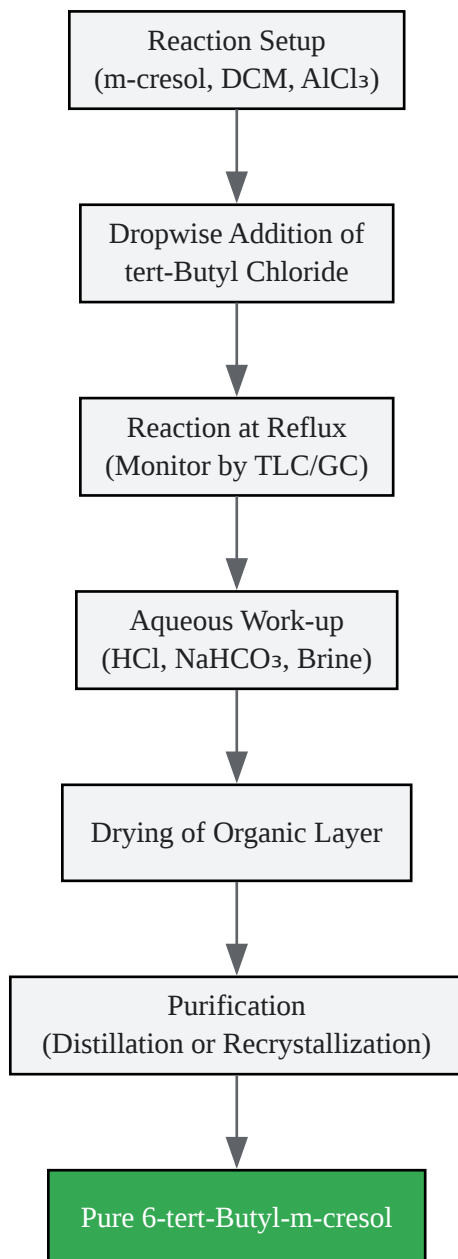 Reaction Setup
(m-cresol, DCM, AlCl₃)
Dropwise Addition of
tert-Butyl Chloride
Reaction at Reflux
(Monitor by TLC/GC)
Aqueous Work-up
(HCl, NaHCO₃, Brine)
Drying of Organic Layer
Purification
(Distillation or Recrystallization)
Pure 6-tert-Butyl-m-cresol